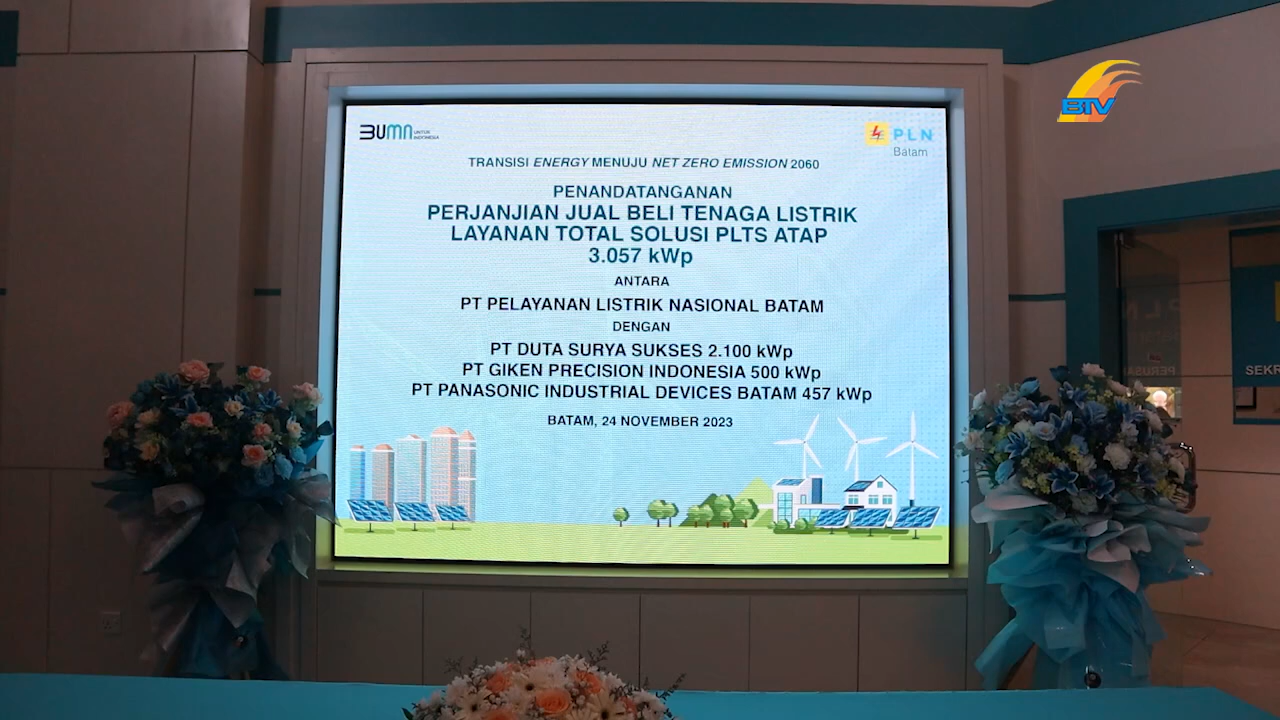 BTV
BUMN UNTUK INDONESIA
PLN
Batam
TRANSISI ENERGY MENUJU NET ZERO EMISSION 2060
PENANDATANGANAN
PERJANJIAN JUAL BELI TENAGA LISTRIK
LAYANAN TOTAL SOLUSI PLTS ATAP
3.057 kWp
ANTARA
PT PELAYANAN LISTRIK NASIONAL BATAM
DENGAN
PT DUTA SURYA SUKSES 2.100 kWp
PT GIKEN PRECISION INDONESIA 500 kWp
PT PANASONIC INDUSTRIAL DEVICES BATAM 457 kWp
BATAM, 24 NOVEMBER 2023
SEKR